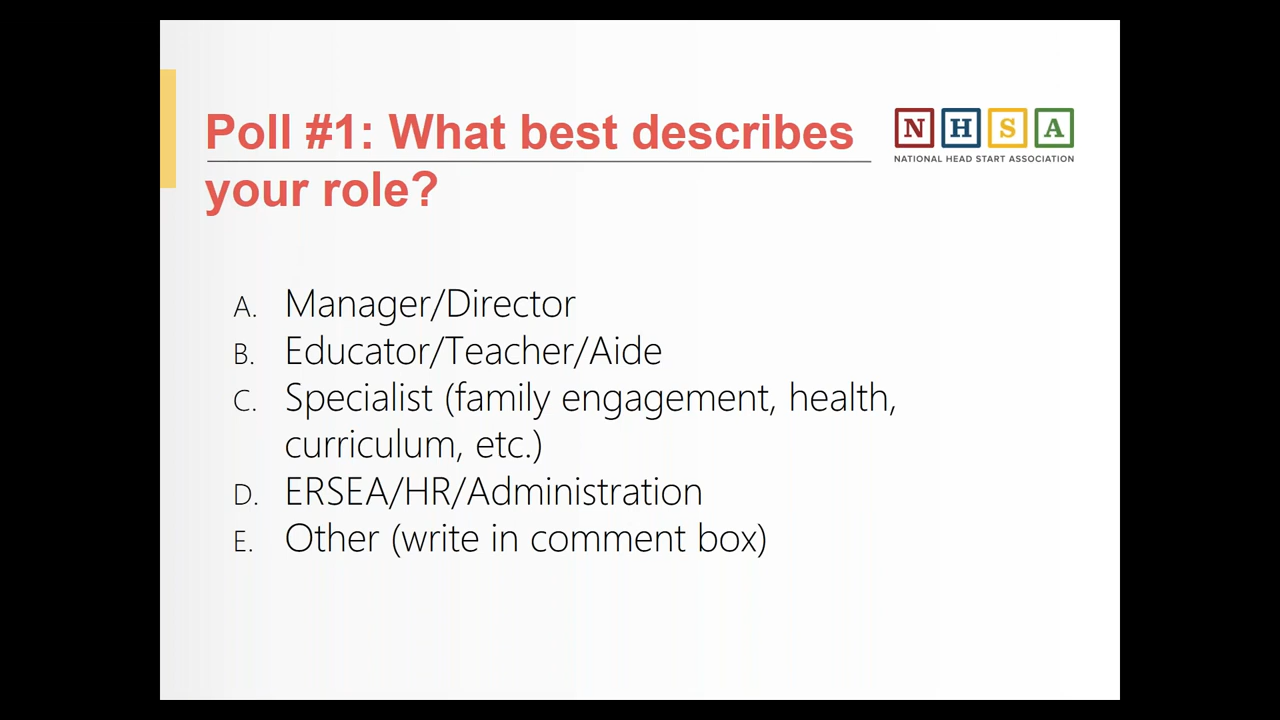 Poll #1: What best describes
your role?
NHSA
NATIONAL HEAD START ASSOCIATION
A. Manager/Director
B. Educator/Teacher/Aide
C. Specialist (family engagement, health,
curriculum, etc.)
D. ERSEA/HR/Administration
E. Other (write in comment box)